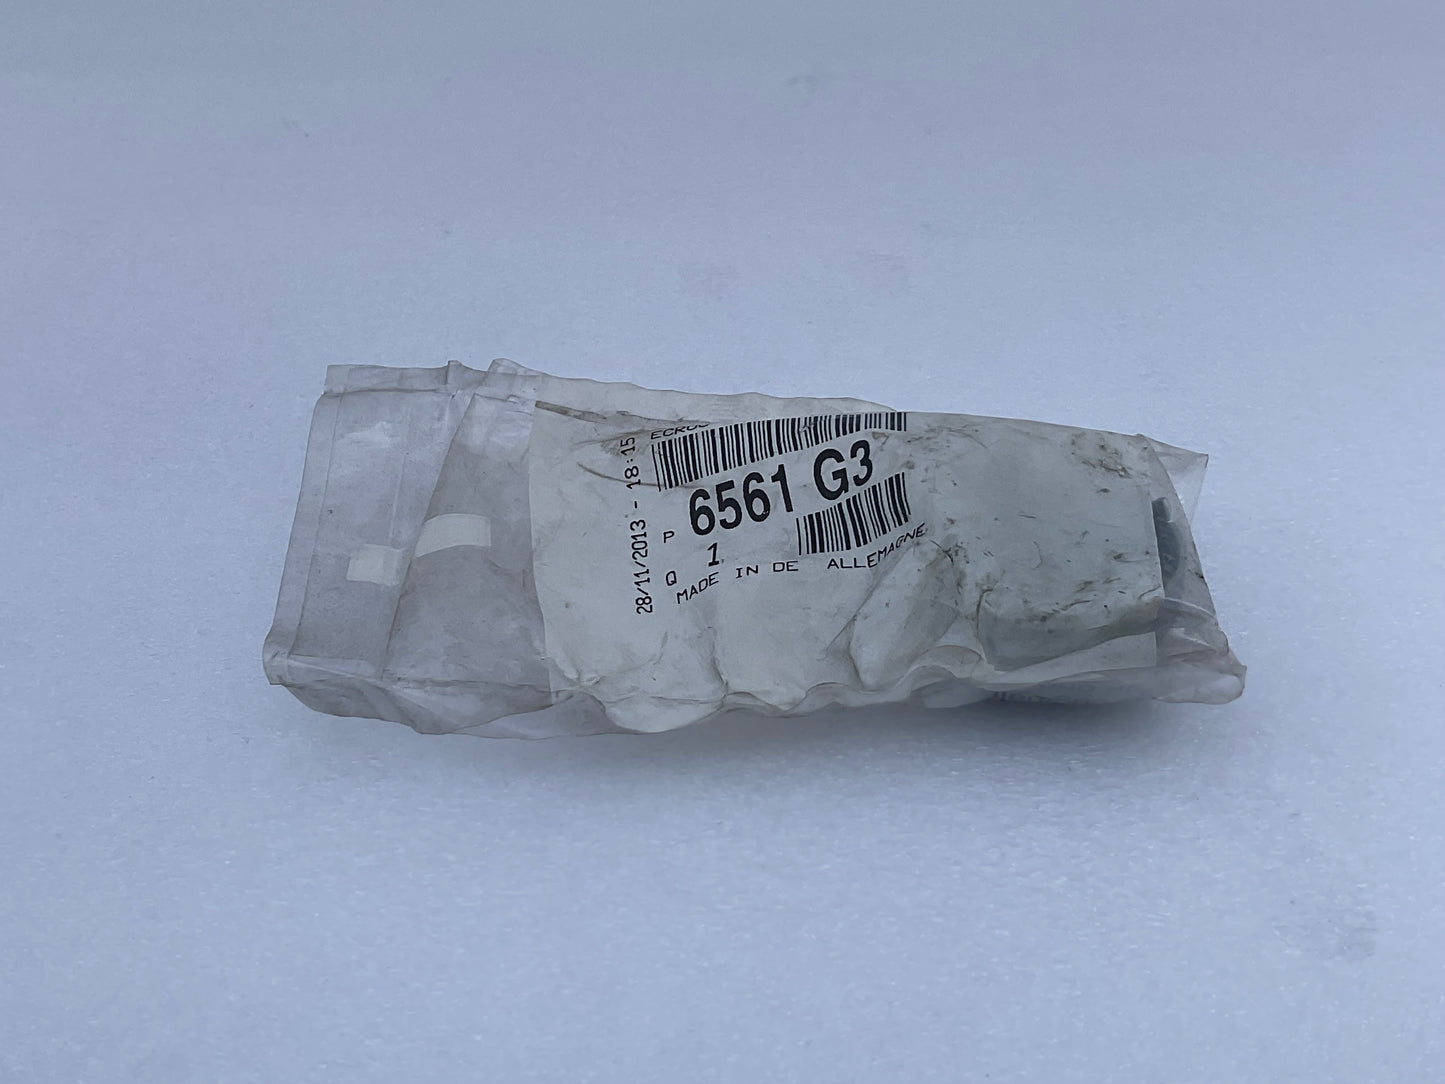 28/11/2013 - 18:15
P 6561 G3
Q 1
MADE IN DE ALLEMAGNE